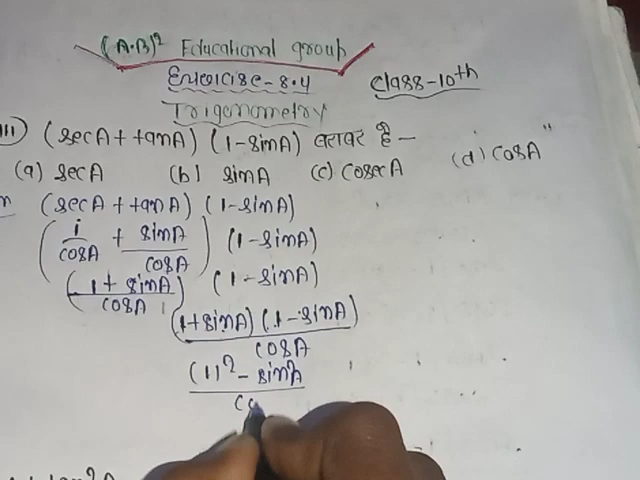 (A·B)² Educational group
Exercise-8.4
Class-10th
Trigonometry
iii) (secA + tanA) (1-sinA) बराबर है -
(a) secA (b) sinA (c) cosecA (d) cosA"
(secA + tanA) (1-sinA)
(1/cosA + sinA/cosA) (1-sinA)
(1 + sinA/cosA) (1-sinA)
(1+sinA) (1-sinA)
cosA
(1)² - sin²A